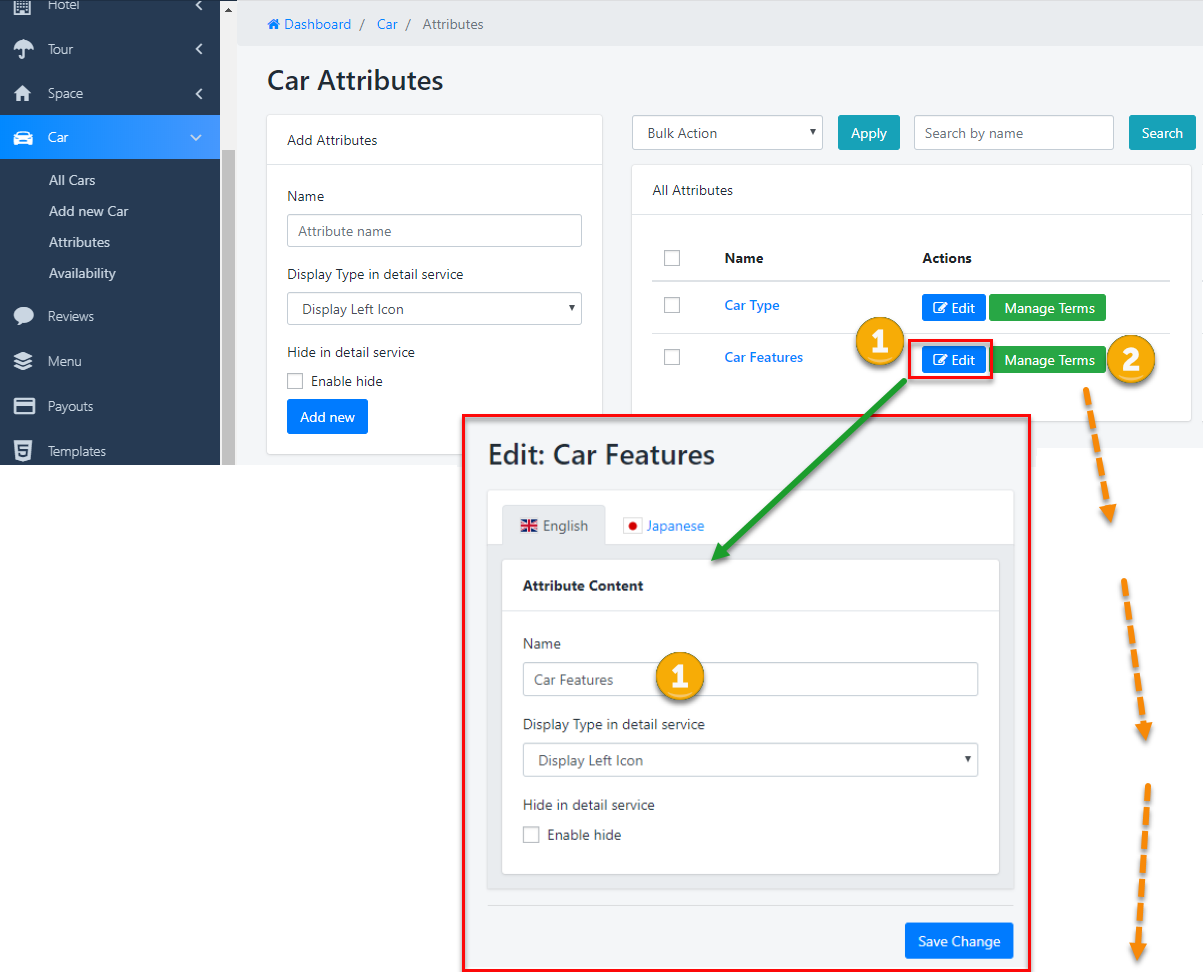 Hotel
Tour
Space
Car
All Cars
Add new Car
Attributes
Availability
Reviews
Menu
Payouts
Templates
Dashboard / Car / Attributes
Car Attributes
Add Attributes
Name
Attribute name
Display Type in detail service
Display Left Icon
Hide in detail service
Enable hide
Add new
Bulk Action Apply Search by name Search
All Attributes
Name Actions
Car Type Edit Manage Terms
1
Car Features Edit Manage Terms 2
Edit: Car Features
English Japanese
Attribute Content
Name
Car Features 1
Display Type in detail service
Display Left Icon
Hide in detail service
Enable hide
Save Change